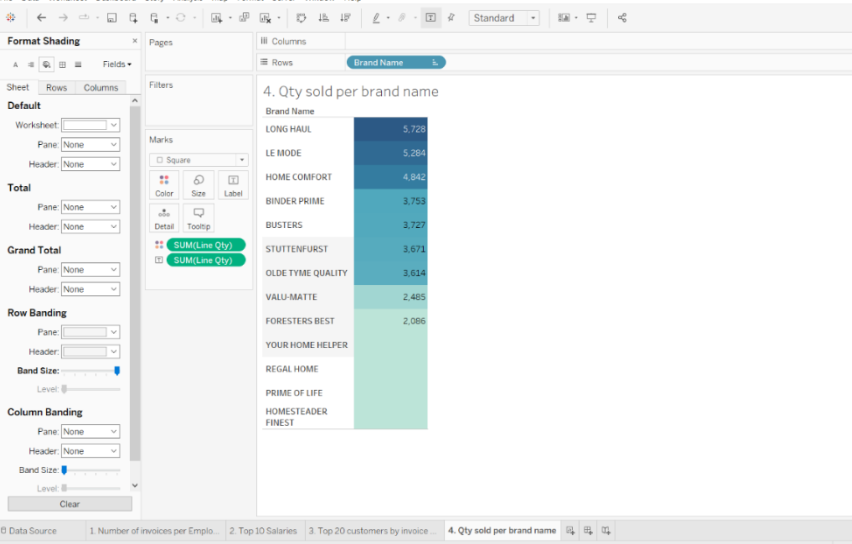 Format Shading
Fields
Sheet Rows Columns
Default
Worksheet:
Pane: None
Header: None
Total
Pane: None
Header: None
Grand Total
Pane: None
Header: None
Row Banding
Pane:
Header:
Band Size:
Level:
Column Banding
Pane: None
Header: None
Band Size:
Level:
Clear
Pages
Filters
Marks
Square
Color Size Label
Detail Tooltip
SUM(Line Qty)
SUM(Line Qty)
Standard
Columns
Rows Brand Name
4. Qty sold per brand name
Brand Name
LONG HAUL 5,728
LE MODE 5,284
HOME COMFORT 4,842
BINDER PRIME 3,753
BUSTERS 3,727
STUTTENFURST 3,671
OLDE TYME QUALITY 3,614
VALU-MATTE 2,485
FORESTERS BEST 2,086
YOUR HOME HELPER
REGAL HOME
PRIME OF LIFE
HOMESTEADER
FINEST
Data Source 1. Number of invoices per Emplo... 2. Top 10 Salaries 3. Top 20 customers by invoice ... 4. Qty sold per brand name